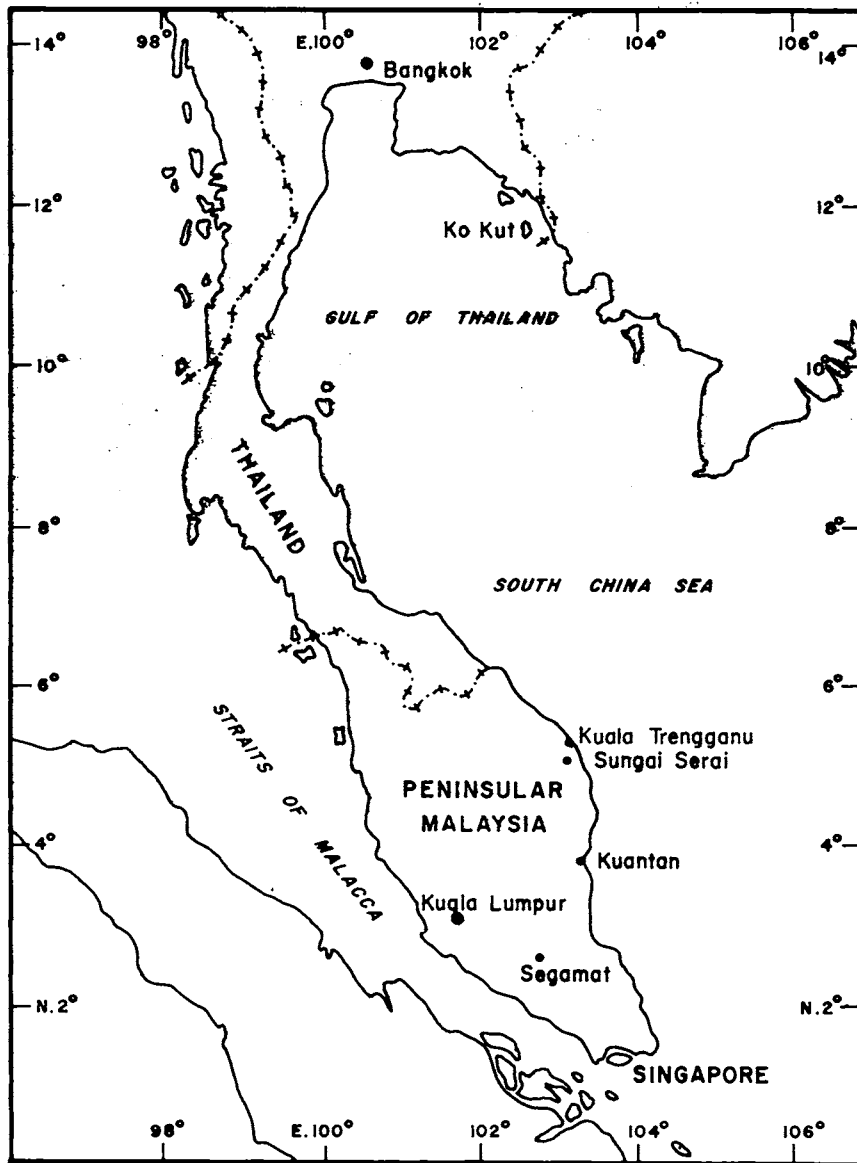 98° E.100° 102° 104° 106°
14° 14°
Bangkok
12° 12°
Ko Kut
GULF OF THAILAND
10° 10°
THAILAND
8° 8°
SOUTH CHINA SEA
6° 6°
STRAITS OF MALACCA
Kuala Trengganu
Sungai Serai
PENINSULAR
MALAYSIA
4° 4°
Kuantan
Kuala Lumpur
Segamat
N.2° N.2°
SINGAPORE
98° E.100° 102° 104° 106°